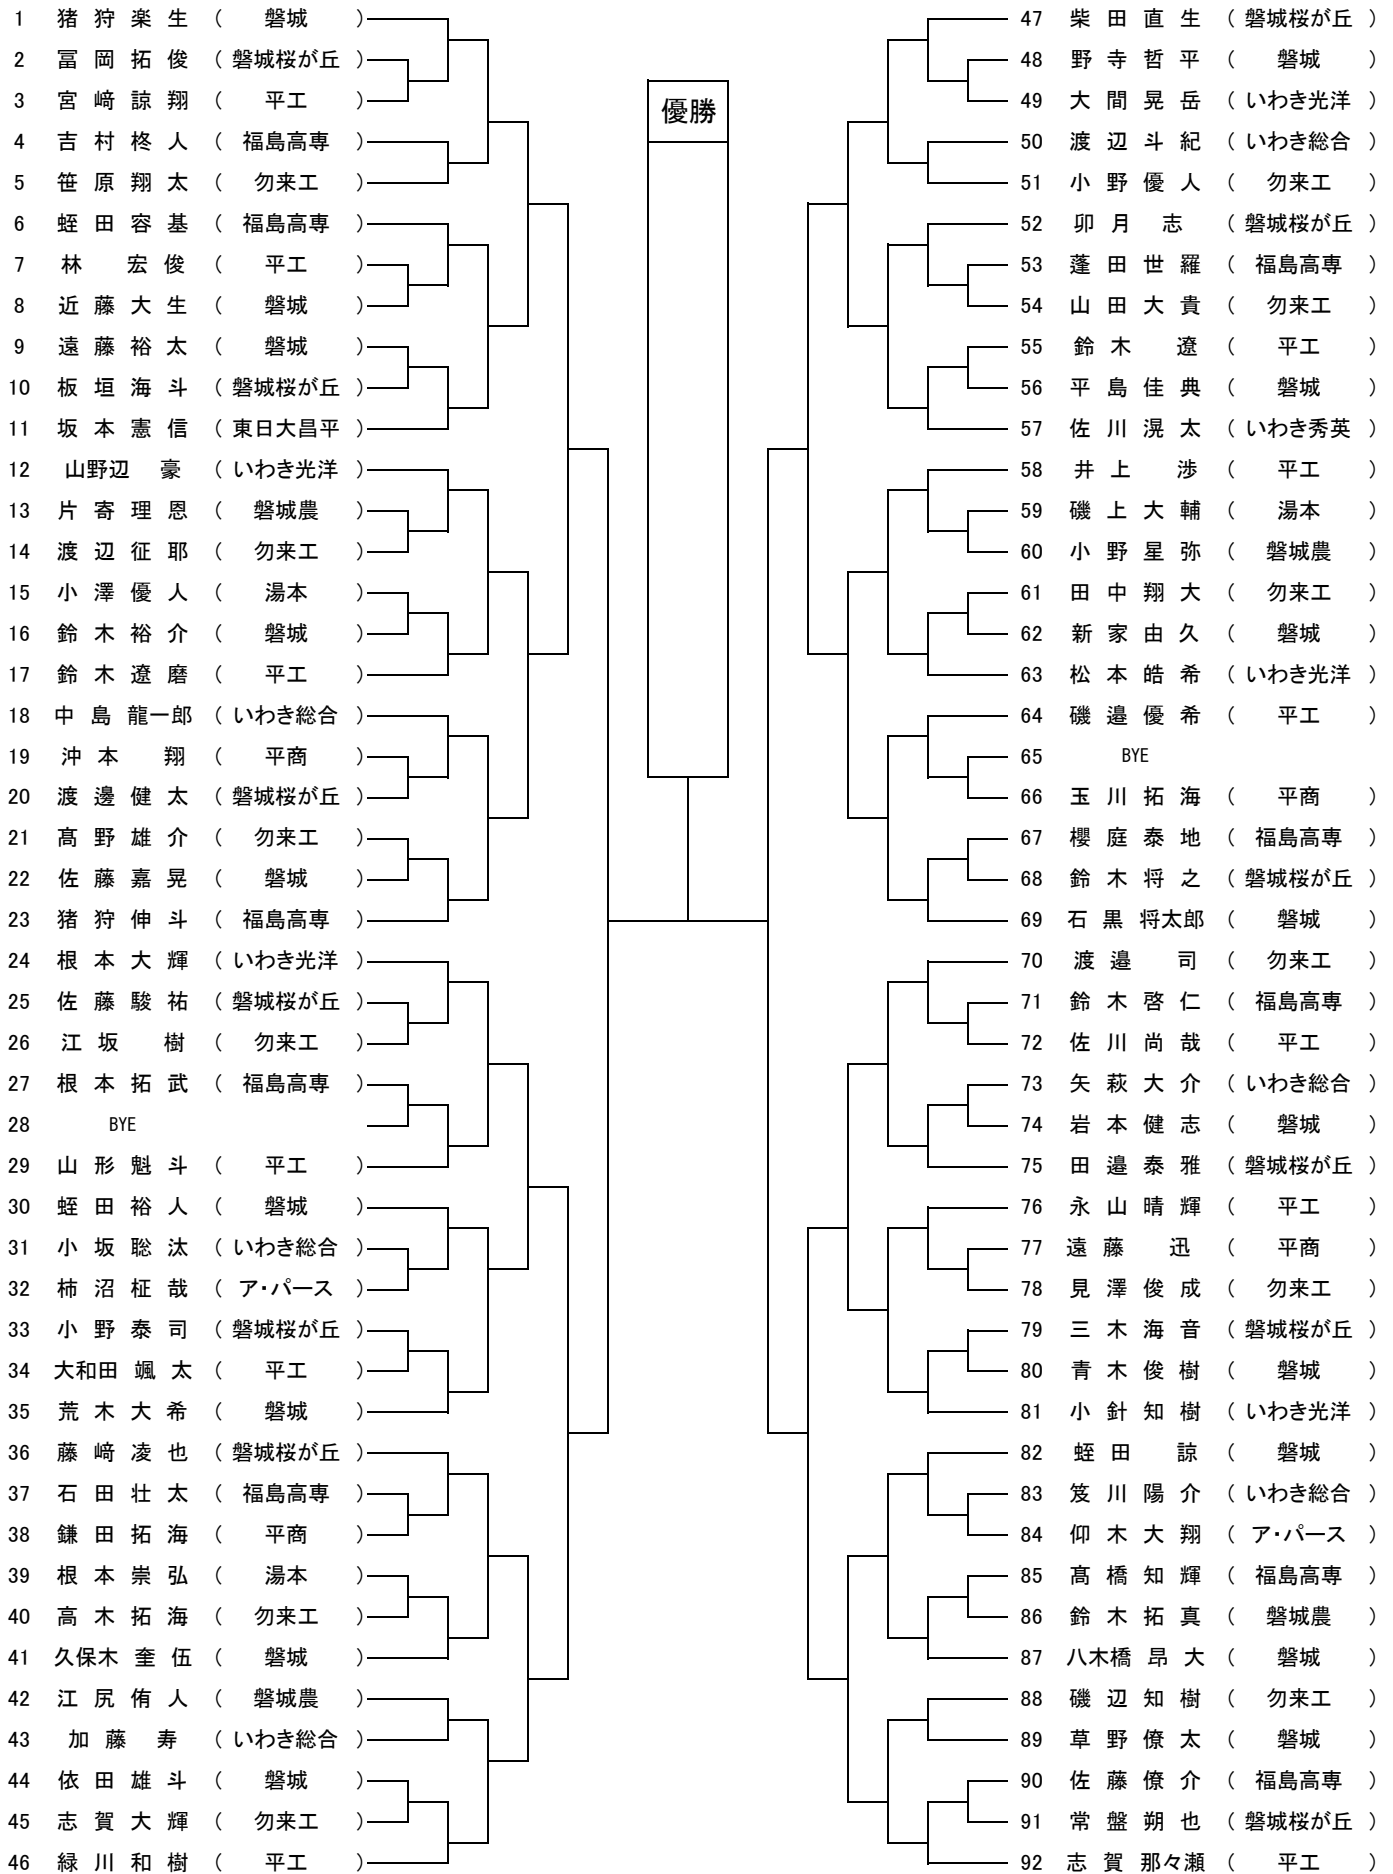 1 猪狩楽生 ( 磐城 )
2 冨岡拓俊 ( 磐城桜が丘 )
3 宮﨑諒翔 ( 平工 )
4 吉村柊人 ( 福島高専 )
5 笹原翔太 ( 勿来工 )
6 蛭田容基 ( 福島高専 )
7 林 宏俊 ( 平工 )
8 近藤大生 ( 磐城 )
9 遠藤裕太 ( 磐城 )
10 板垣海斗 ( 磐城桜が丘 )
11 坂本憲信 ( 東日大昌平 )
12 山野辺 豪 ( いわき光洋 )
13 片寄理恩 ( 磐城農 )
14 渡辺征耶 ( 勿来工 )
15 小澤優人 ( 湯本 )
16 鈴木裕介 ( 磐城 )
17 鈴木遼磨 ( 平工 )
18 中島 龍一郎 ( いわき総合 )
19 沖本 翔 ( 平商 )
20 渡邊健太 ( 磐城桜が丘 )
21 髙野雄介 ( 勿来工 )
22 佐藤嘉晃 ( 磐城 )
23 猪狩伸斗 ( 福島高専 )
24 根本大輝 ( いわき光洋 )
25 佐藤駿祐 ( 磐城桜が丘 )
26 江坂 樹 ( 勿来工 )
27 根本拓武 ( 福島高専 )
28 BYE
29 山形魁斗 ( 平工 )
30 蛭田裕人 ( 磐城 )
31 小坂聡汰 ( いわき総合 )
32 柿沼柾哉 ( ア・パース )
33 小野泰司 ( 磐城桜が丘 )
34 大和田 颯太 ( 平工 )
35 荒木大希 ( 磐城 )
36 藤﨑凌也 ( 磐城桜が丘 )
37 石田壮太 ( 福島高専 )
38 鎌田拓海 ( 平商 )
39 根本崇弘 ( 湯本 )
40 高木拓海 ( 勿来工 )
41 久保木 奎伍 ( 磐城 )
42 江尻侑人 ( 磐城農 )
43 加藤 寿 ( いわき総合 )
44 依田雄斗 ( 磐城 )
45 志賀大輝 ( 勿来工 )
46 緑川和樹 ( 平工 )
優勝
47 柴田直生 ( 磐城桜が丘 )
48 野寺哲平 ( 磐城 )
49 大間晃岳 ( いわき光洋 )
50 渡辺斗紀 ( いわき総合 )
51 小野優人 ( 勿来工 )
52 卯月 志 ( 磐城桜が丘 )
53 蓬田世羅 ( 福島高専 )
54 山田大貴 ( 勿来工 )
55 鈴木 遼 ( 平工 )
56 平島佳典 ( 磐城 )
57 佐川滉太 ( いわき秀英 )
58 井上 渉 ( 平工 )
59 磯上大輔 ( 湯本 )
60 小野星弥 ( 磐城農 )
61 田中翔大 ( 勿来工 )
62 新家由久 ( 磐城 )
63 松本皓希 ( いわき光洋 )
64 磯邉優希 ( 平工 )
65 BYE
66 玉川拓海 ( 平商 )
67 櫻庭泰地 ( 福島高専 )
68 鈴木将之 ( 磐城桜が丘 )
69 石黒 将太郎 ( 磐城 )
70 渡邉 司 ( 勿来工 )
71 鈴木啓仁 ( 福島高専 )
72 佐川尚哉 ( 平工 )
73 矢萩大介 ( いわき総合 )
74 岩本健志 ( 磐城 )
75 田邉泰雅 ( 磐城桜が丘 )
76 永山晴輝 ( 平工 )
77 遠藤 迅 ( 平商 )
78 見澤俊成 ( 勿来工 )
79 三木海音 ( 磐城桜が丘 )
80 青木俊樹 ( 磐城 )
81 小針知樹 ( いわき光洋 )
82 蛭田 諒 ( 磐城 )
83 笈川陽介 ( いわき総合 )
84 仰木大翔 ( ア・パース )
85 髙橋知輝 ( 福島高専 )
86 鈴木拓真 ( 磐城農 )
87 八木橋 昂大 ( 磐城 )
88 磯辺知樹 ( 勿来工 )
89 草野僚太 ( 磐城 )
90 佐藤僚介 ( 福島高専 )
91 常盤朔也 ( 磐城桜が丘 )
92 志賀 那々瀬 ( 平工 )